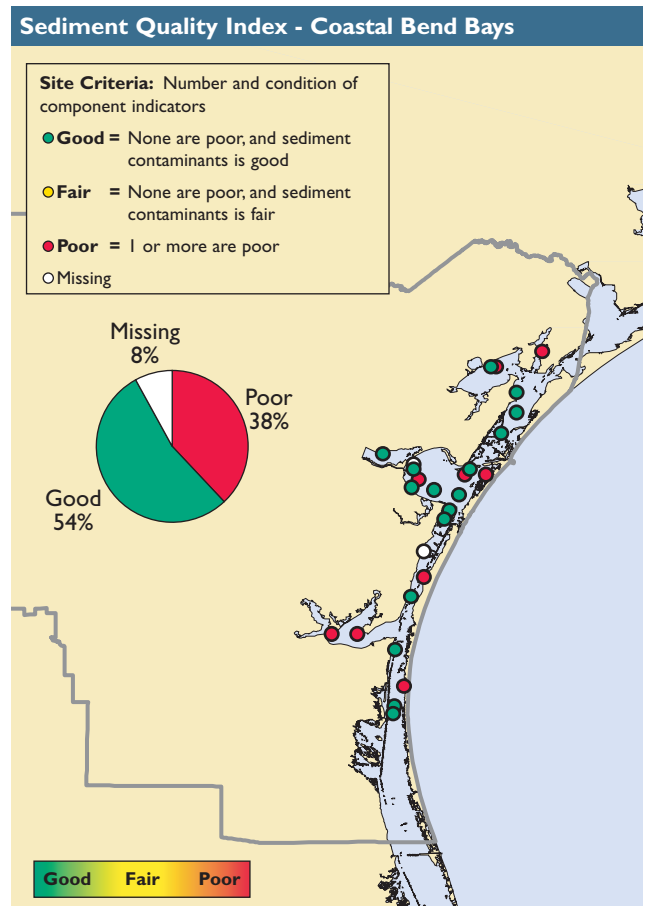 Sediment Quality Index - Coastal Bend Bays
Site Criteria: Number and condition of
component indicators
Good = None are poor, and sediment
contaminants is good
Fair = None are poor, and sediment
contaminants is fair
Poor = 1 or more are poor
Missing
Missing
8%
Poor
38%
Good
54%
Good Fair Poor